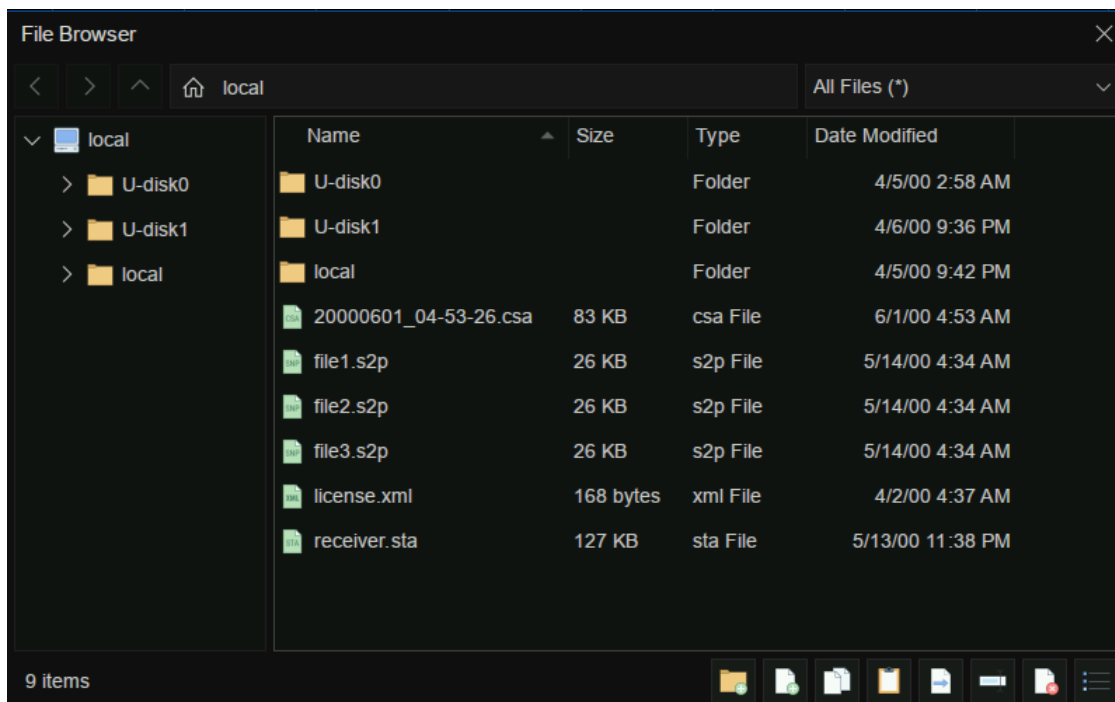 File Browser
local
All Files (*)
local
U-disk0
U-disk1
local
Name Size Type Date Modified
U-disk0 Folder 4/5/00 2:58 AM
U-disk1 Folder 4/6/00 9:36 PM
local Folder 4/5/00 9:42 PM
CSA 20000601_04-53-26.csa 83 KB csa File 6/1/00 4:53 AM
SNP file1.s2p 26 KB s2p File 5/14/00 4:34 AM
SNP file2.s2p 26 KB s2p File 5/14/00 4:34 AM
SNP file3.s2p 26 KB s2p File 5/14/00 4:34 AM
XML license.xml 168 bytes xml File 4/2/00 4:37 AM
STA receiver.sta 127 KB sta File 5/13/00 11:38 PM
9 items